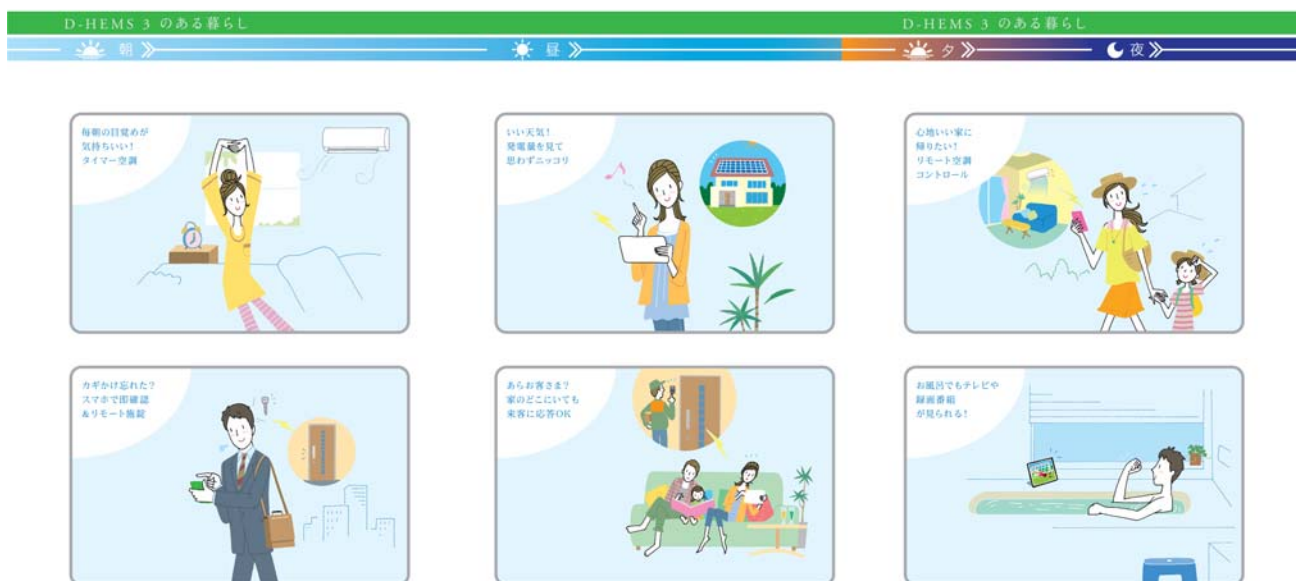 D-HEMS 3 のある暮らし
D-HEMS 3 のある暮らし
朝
昼
夕
夜
毎朝の目覚めが
気持ちいい!
タイマー空調
いい天気!
発電量を見て
思わずニッコリ
心地いい家に
帰りたい!
リモート空調
コントロール
カギかけ忘れた?
スマホで即確認
&リモート施錠
あらお客さま?
家のどこにいても
来客に応答OK
お風呂でもテレビや
録画番組
が見られる!